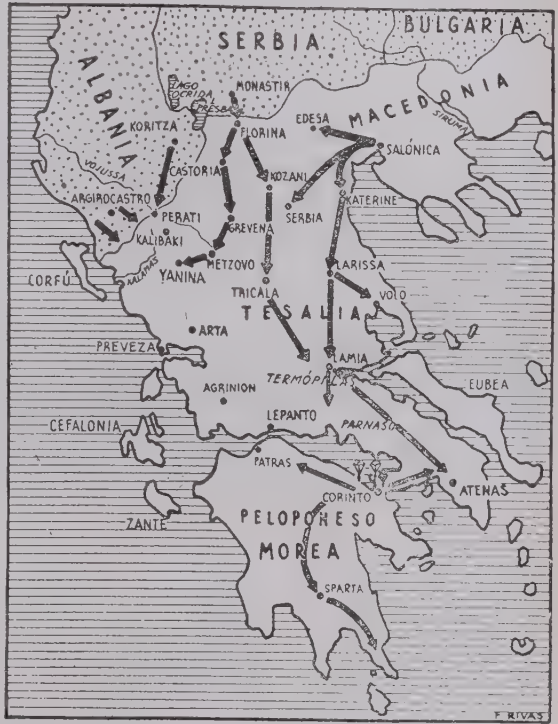 BULGARIA
SERBIA
ALBANIA
MACEDONIA
MONASTIR
LAGO
OCRIDA
PRESBA
EDESA
STRUMA
KORITZA
FLORIMA
SALÓNICA
VOJUSSA
CASTORIA
KOZANI
ARGIROCASTRO
SERBIA
KATERINE
PERATI
GREVENA
KALIBAKI
CORFÚ
KALAMAS
YANINA
METZOVO
LARISSA
TRICALA
VOLO
TESALIA
ARTA
PREVEZA
LAMIA
TERMÓPILAS
EUBEA
AGRINION
CEFALONIA
LEPANTO
PARNASO
PATRAS
CORINTO
ATENAS
ZANTE
PELOPONESO
MOREA
SPARTA
F. RIVAS